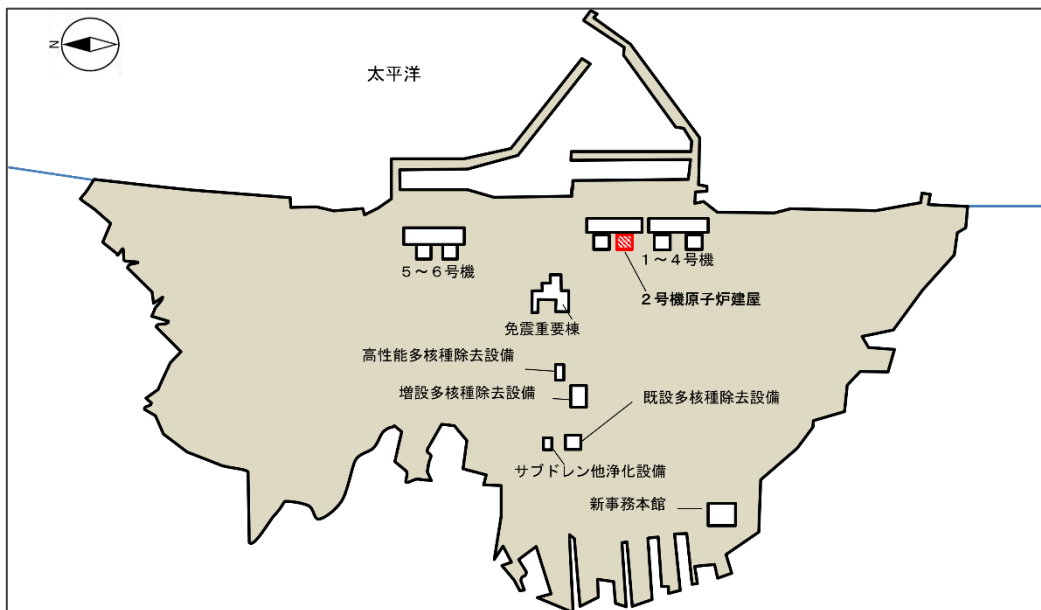 N
太平洋
５～６号機
１～４号機
２号機原子炉建屋
免震重要棟
高性能多核種除去設備
増設多核種除去設備
既設多核種除去設備
サブドレン他浄化設備
新事務本館